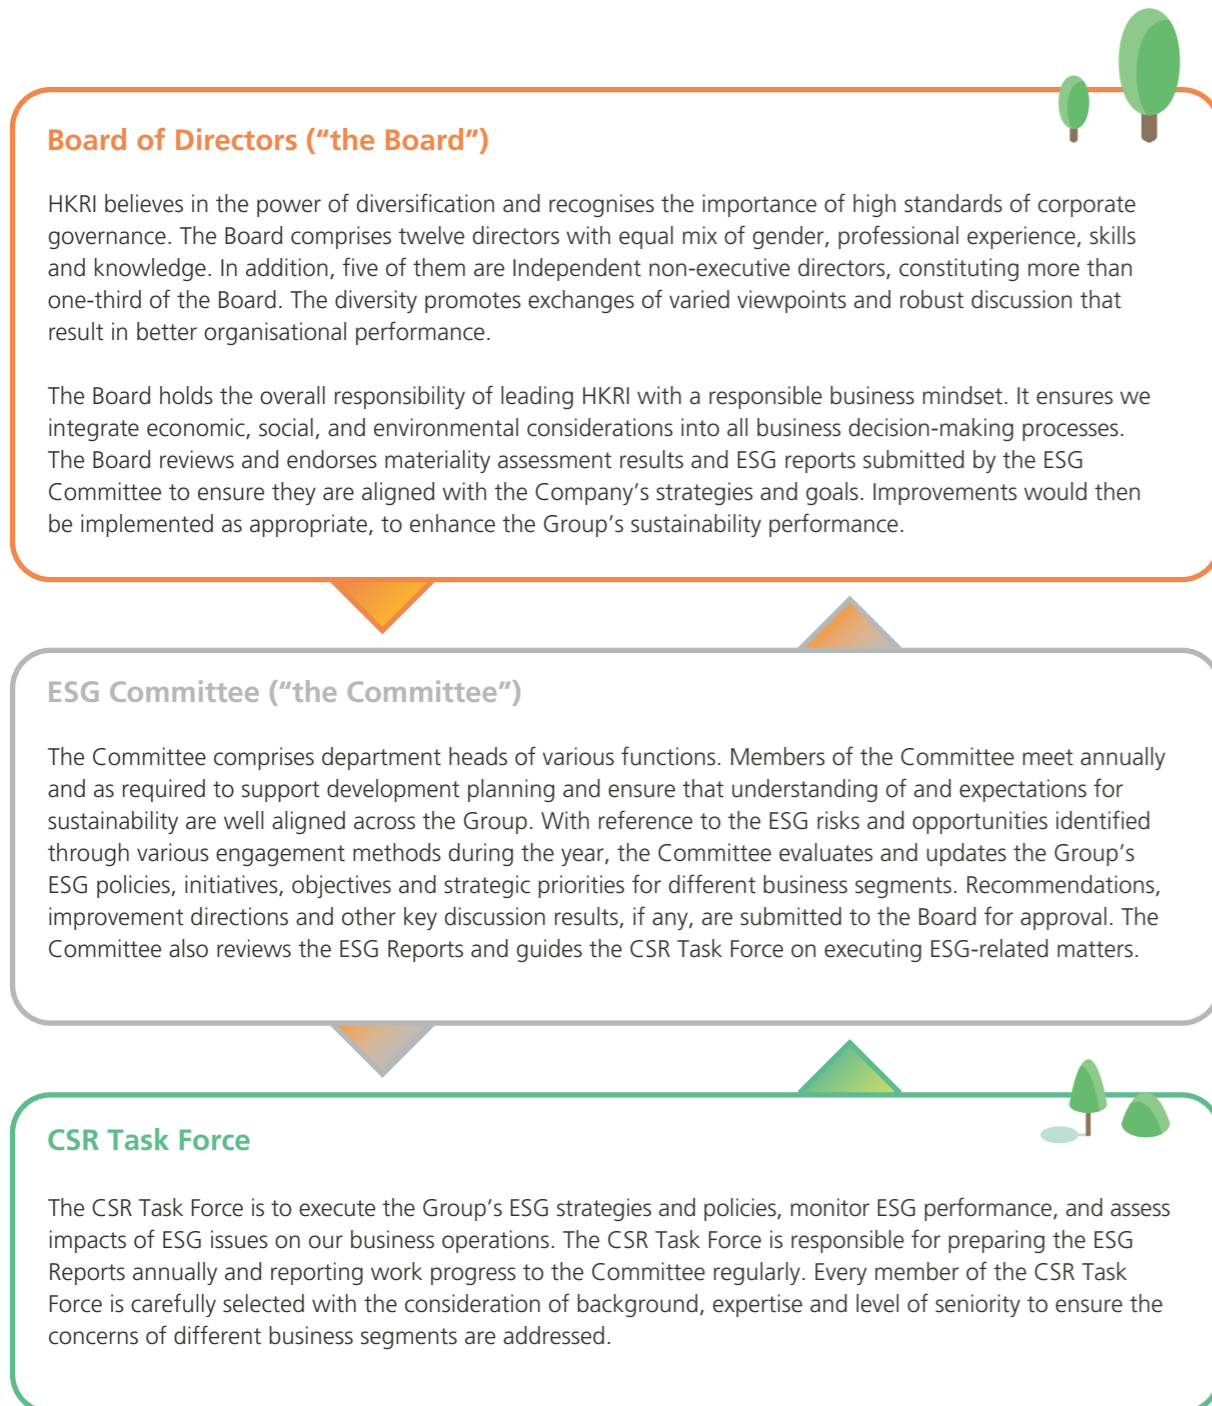 Board of Directors (“the Board”)
HKRI believes in the power of diversification and recognises the importance of high standards of corporate
governance. The Board comprises twelve directors with equal mix of gender, professional experience, skills
and knowledge. In addition, five of them are Independent non-executive directors, constituting more than
one-third of the Board. The diversity promotes exchanges of varied viewpoints and robust discussion that
result in better organisational performance.
The Board holds the overall responsibility of leading HKRI with a responsible business mindset. It ensures we
integrate economic, social, and environmental considerations into all business decision-making processes.
The Board reviews and endorses materiality assessment results and ESG reports submitted by the ESG
Committee to ensure they are aligned with the Company’s strategies and goals. Improvements would then
be implemented as appropriate, to enhance the Group’s sustainability performance.
ESG Committee (“the Committee”)
The Committee comprises department heads of various functions. Members of the Committee meet annually
and as required to support development planning and ensure that understanding of and expectations for
sustainability are well aligned across the Group. With reference to the ESG risks and opportunities identified
through various engagement methods during the year, the Committee evaluates and updates the Group’s
ESG policies, initiatives, objectives and strategic priorities for different business segments. Recommendations,
improvement directions and other key discussion results, if any, are submitted to the Board for approval. The
Committee also reviews the ESG Reports and guides the CSR Task Force on executing ESG-related matters.
CSR Task Force
The CSR Task Force is to execute the Group’s ESG strategies and policies, monitor ESG performance, and assess
impacts of ESG issues on our business operations. The CSR Task Force is responsible for preparing the ESG
Reports annually and reporting work progress to the Committee regularly. Every member of the CSR Task
Force is carefully selected with the consideration of background, expertise and level of seniority to ensure the
concerns of different business segments are addressed.